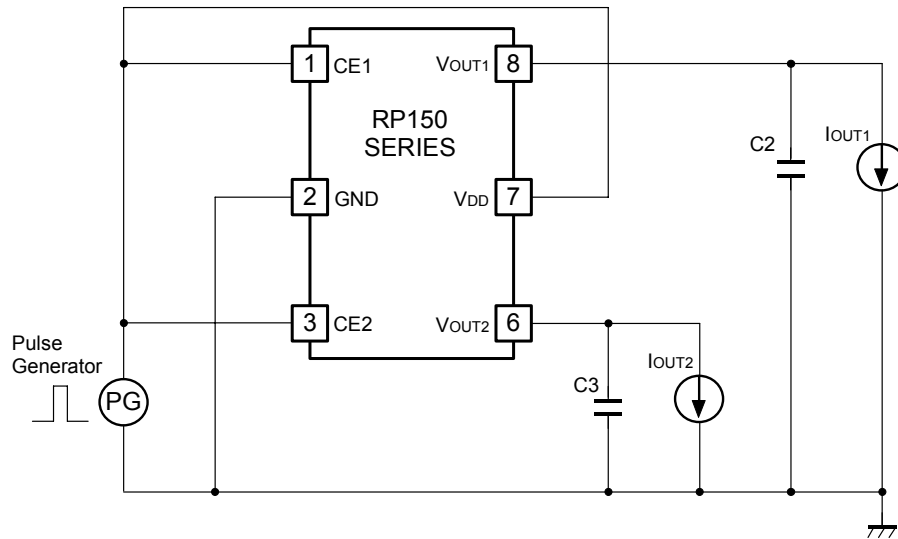 1 CE1
VOUT1 8
RP150
SERIES
C2
IOUT1
2 GND
VDD 7
3 CE2
VOUT2 6
Pulse
Generator
PG
C3
IOUT2